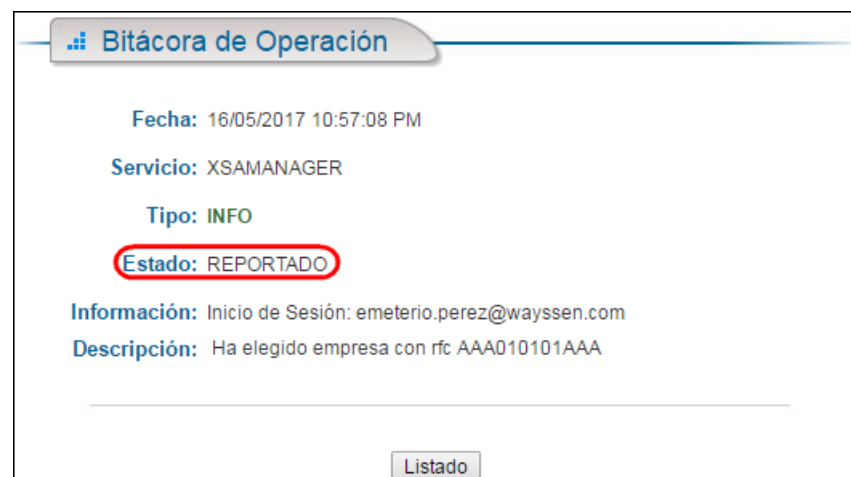 Bitácora de Operación
Fecha: 16/05/2017 10:57:08 PM
Servicio: XSAMANAGER
Tipo: INFO
Estado: REPORTADO
Información: Inicio de Sesión: emeterio.perez@wayssen.com
Descripción: Ha elegido empresa con rfc AAA010101AAA
Listado